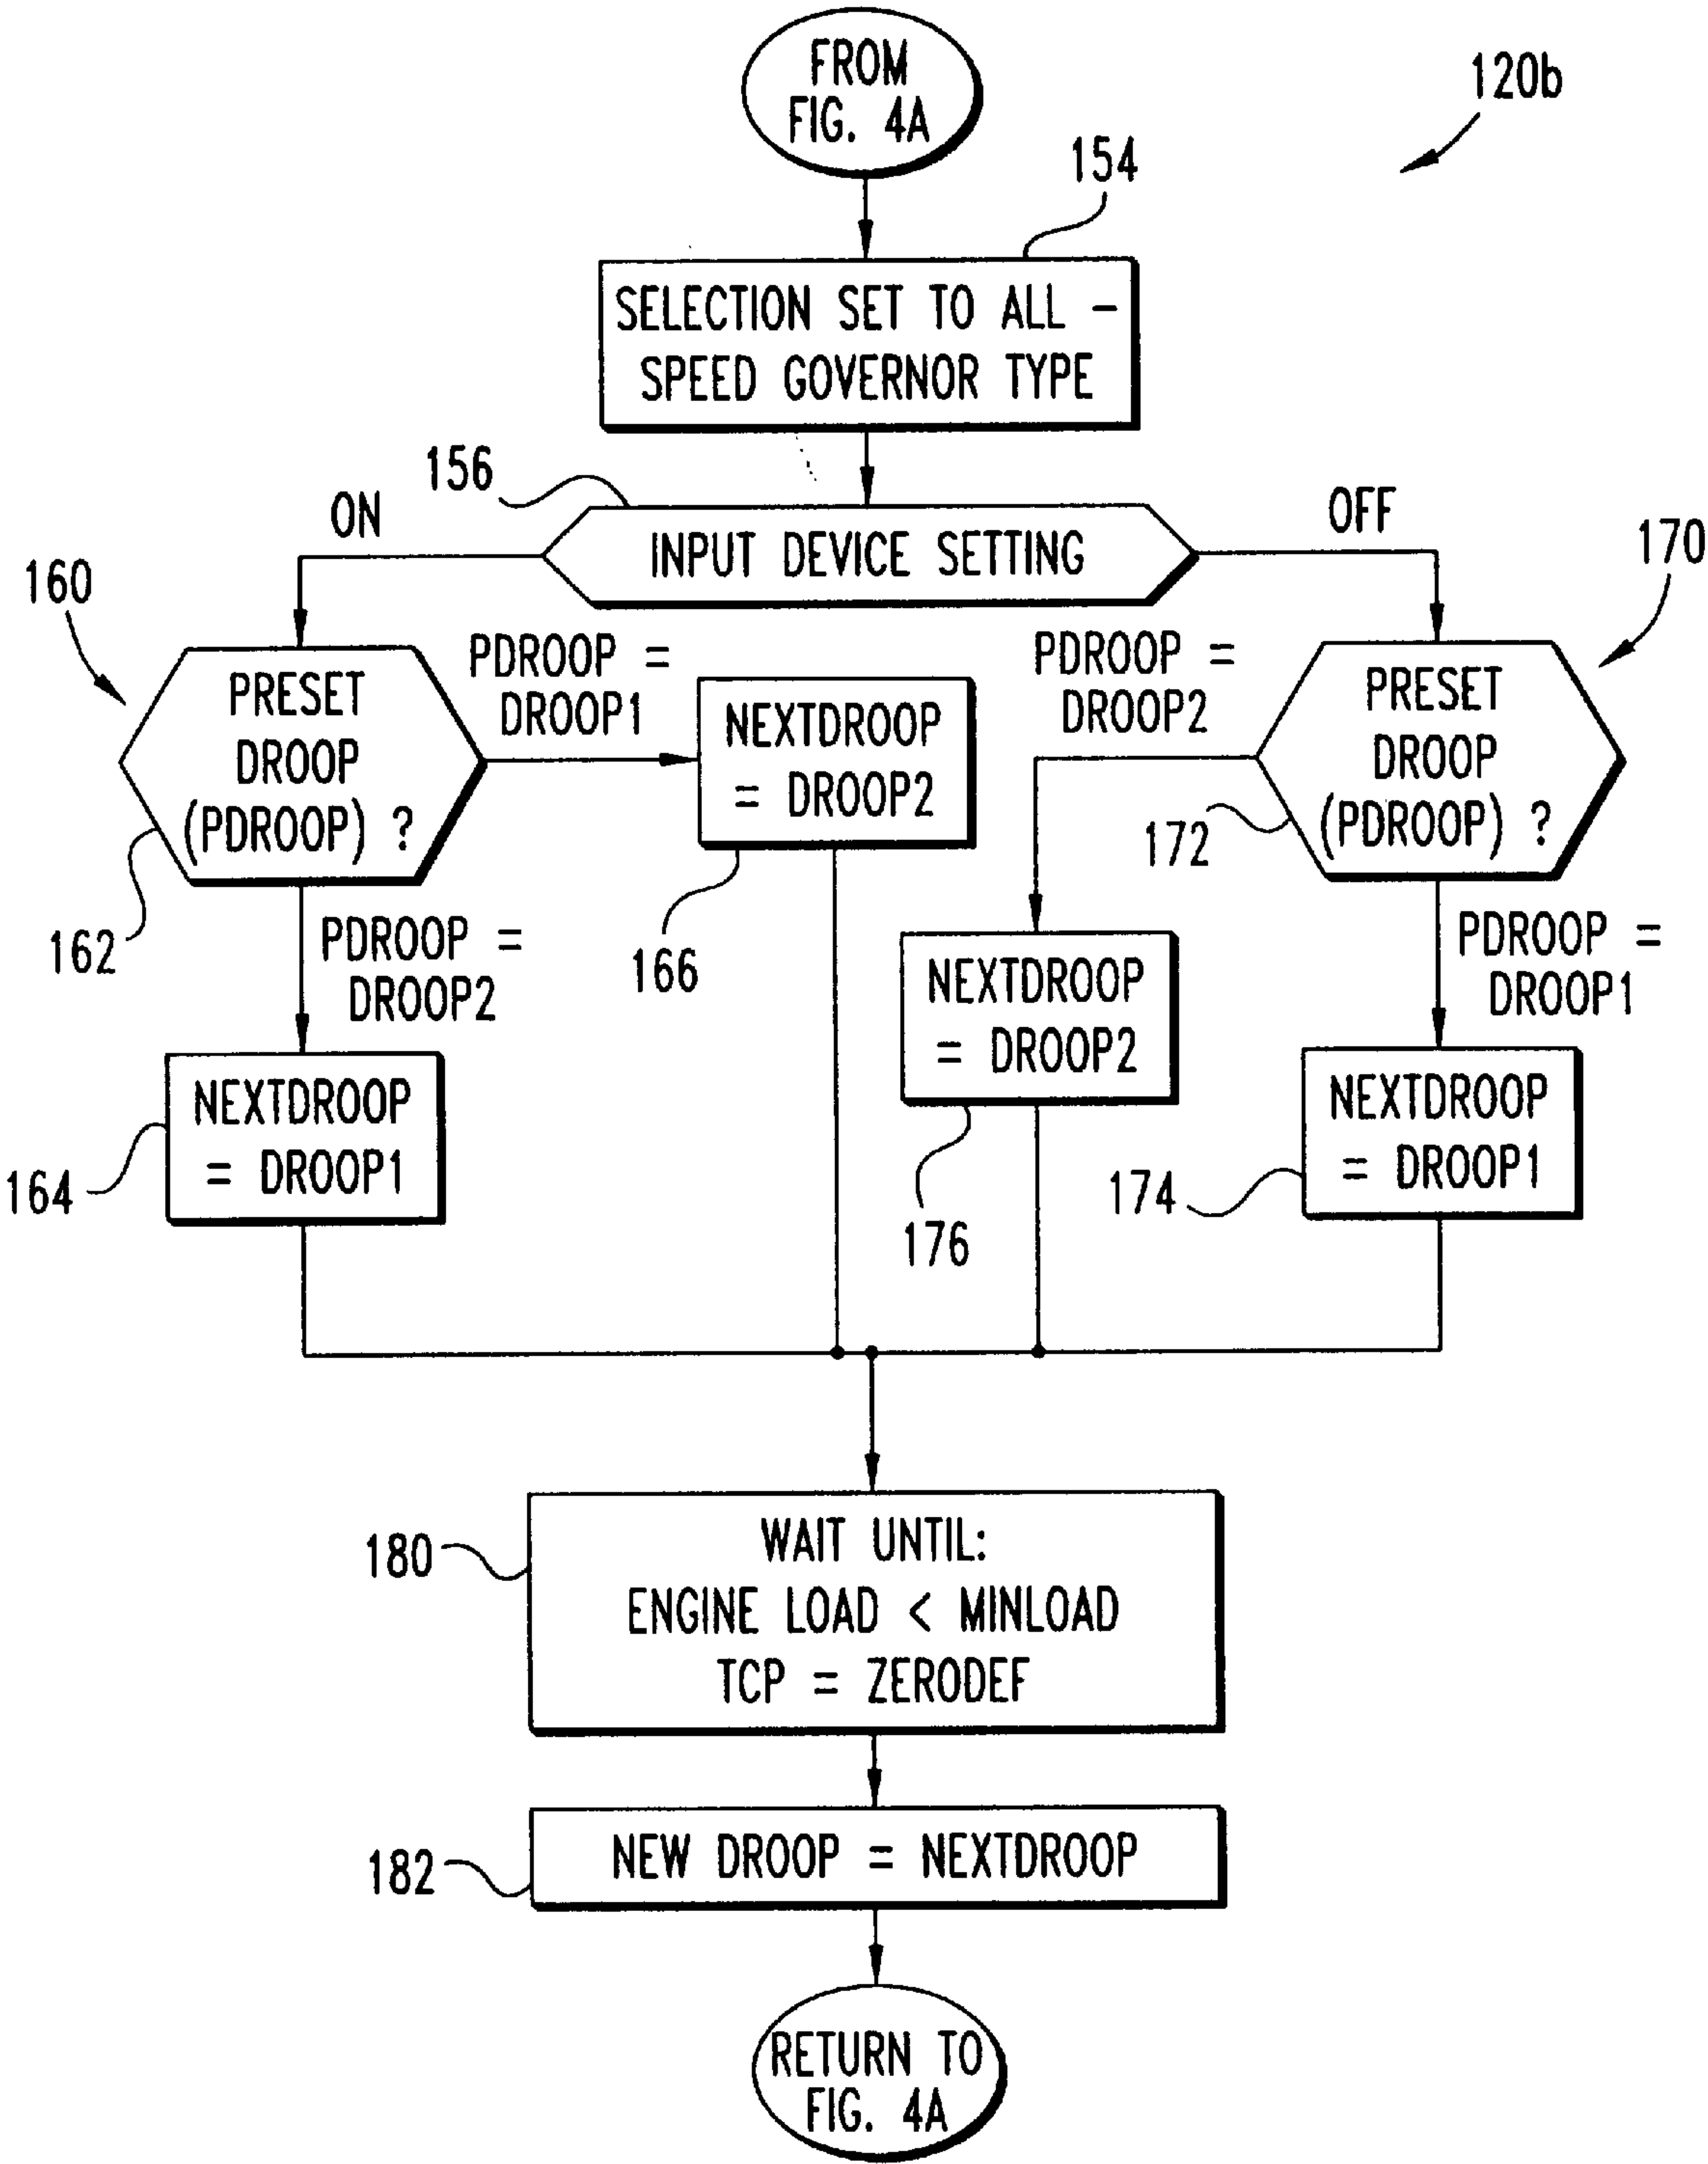 FROM
FIG. 4A
120b
154
SELECTION SET TO ALL -
SPEED GOVERNOR TYPE
156
ON
INPUT DEVICE SETTING
OFF
160
170
PRESET
DROOP
(PDROOP) ?
162
PDROOP =
DROOP1
NEXTDROOP
= DROOP2
166
PDROOP =
DROOP2
PRESET
DROOP
(PDROOP) ?
172
PDROOP =
DROOP2
NEXTDROOP
= DROOP1
164
NEXTDROOP
= DROOP2
176
PDROOP =
DROOP1
NEXTDROOP
= DROOP1
174
180
WAIT UNTIL:
ENGINE LOAD < MINLOAD
TCP = ZERODEF
182
NEW DROOP = NEXTDROOP
RETURN TO
FIG. 4A